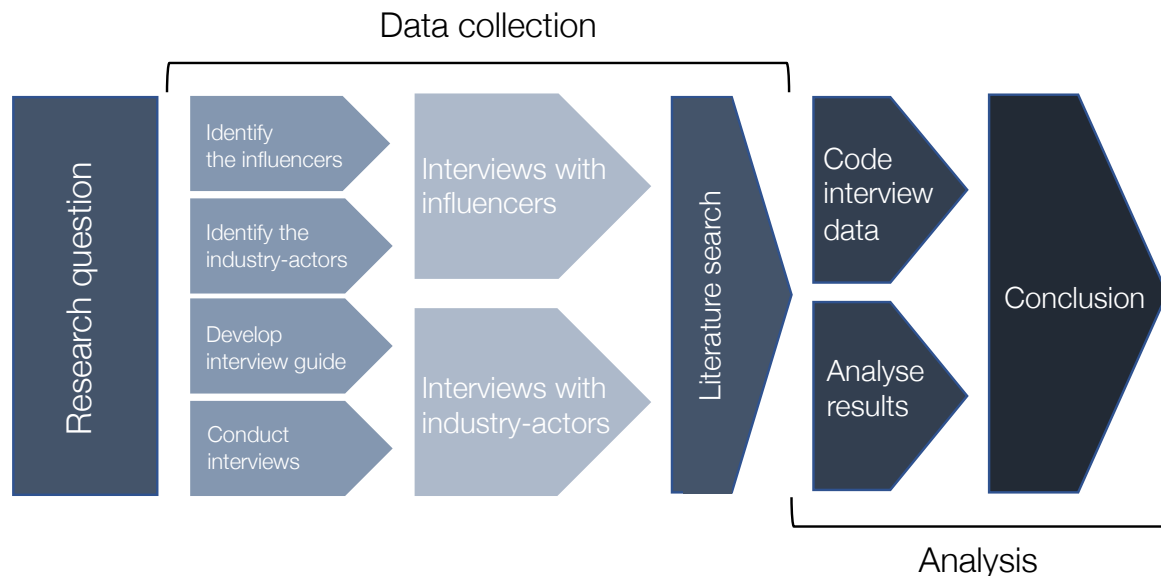 Data collection
Research question
Identify
the influencers
Identify the
industry-actors
Develop
interview guide
Conduct
interviews
Interviews with
influencers
Interviews with
industry-actors
Literature search
Code
interview
data
Analyse
results
Conclusion
Analysis